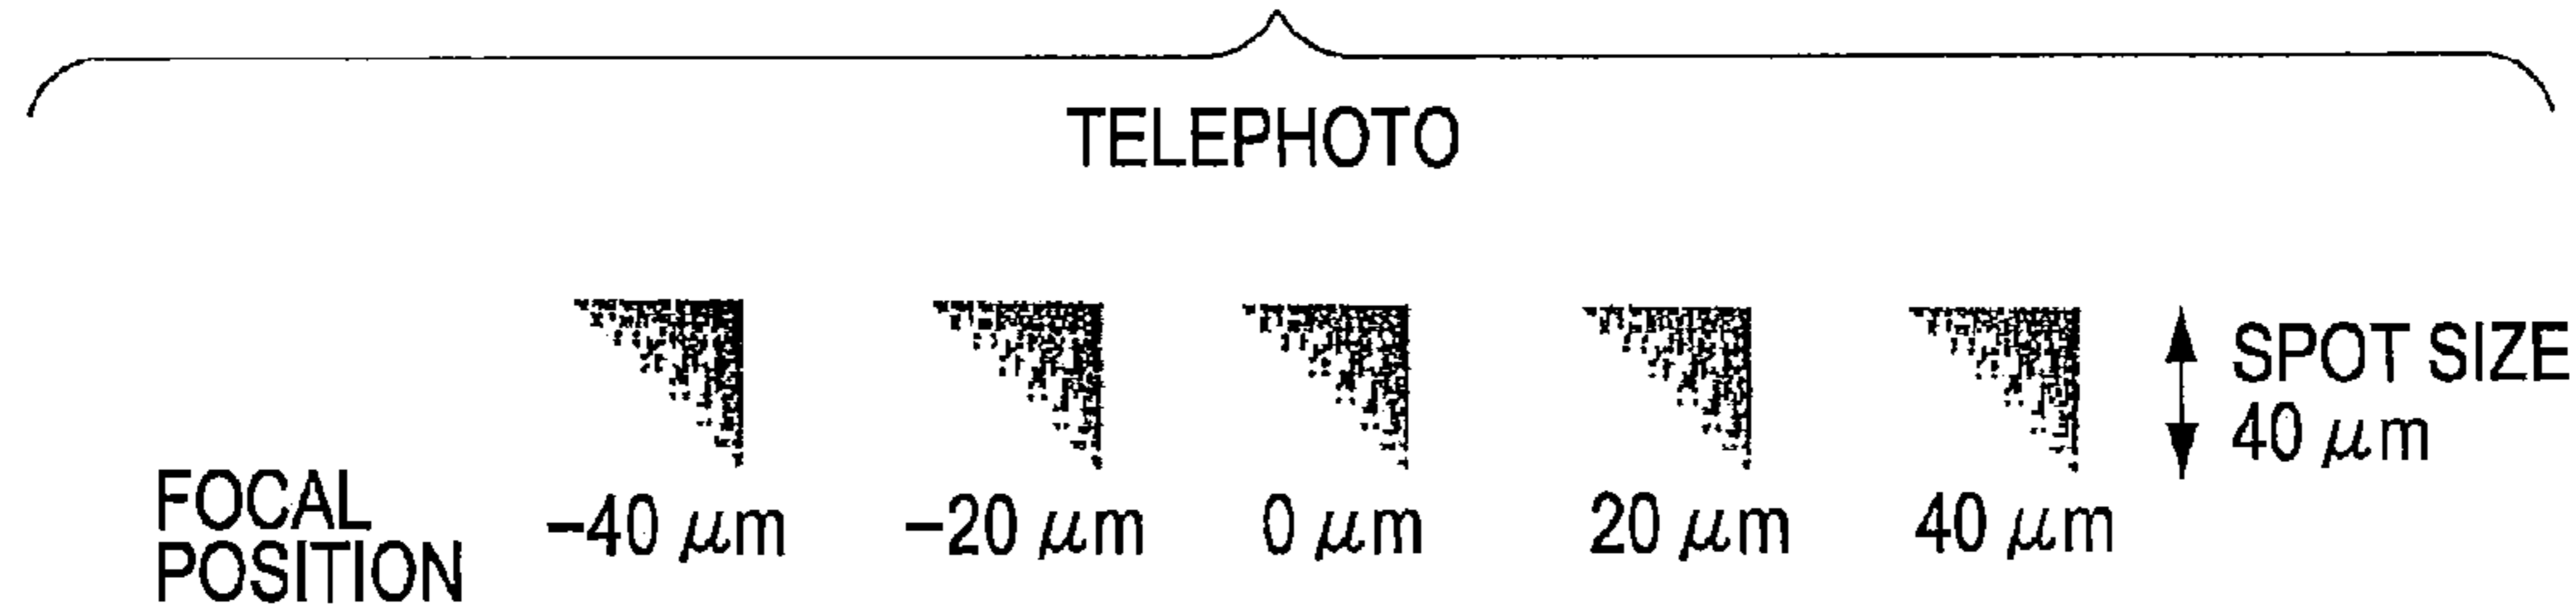 TELEPHOTO
SPOT SIZE
40 μm
FOCAL
POSITION
−40 μm −20 μm 0 μm 20 μm 40 μm